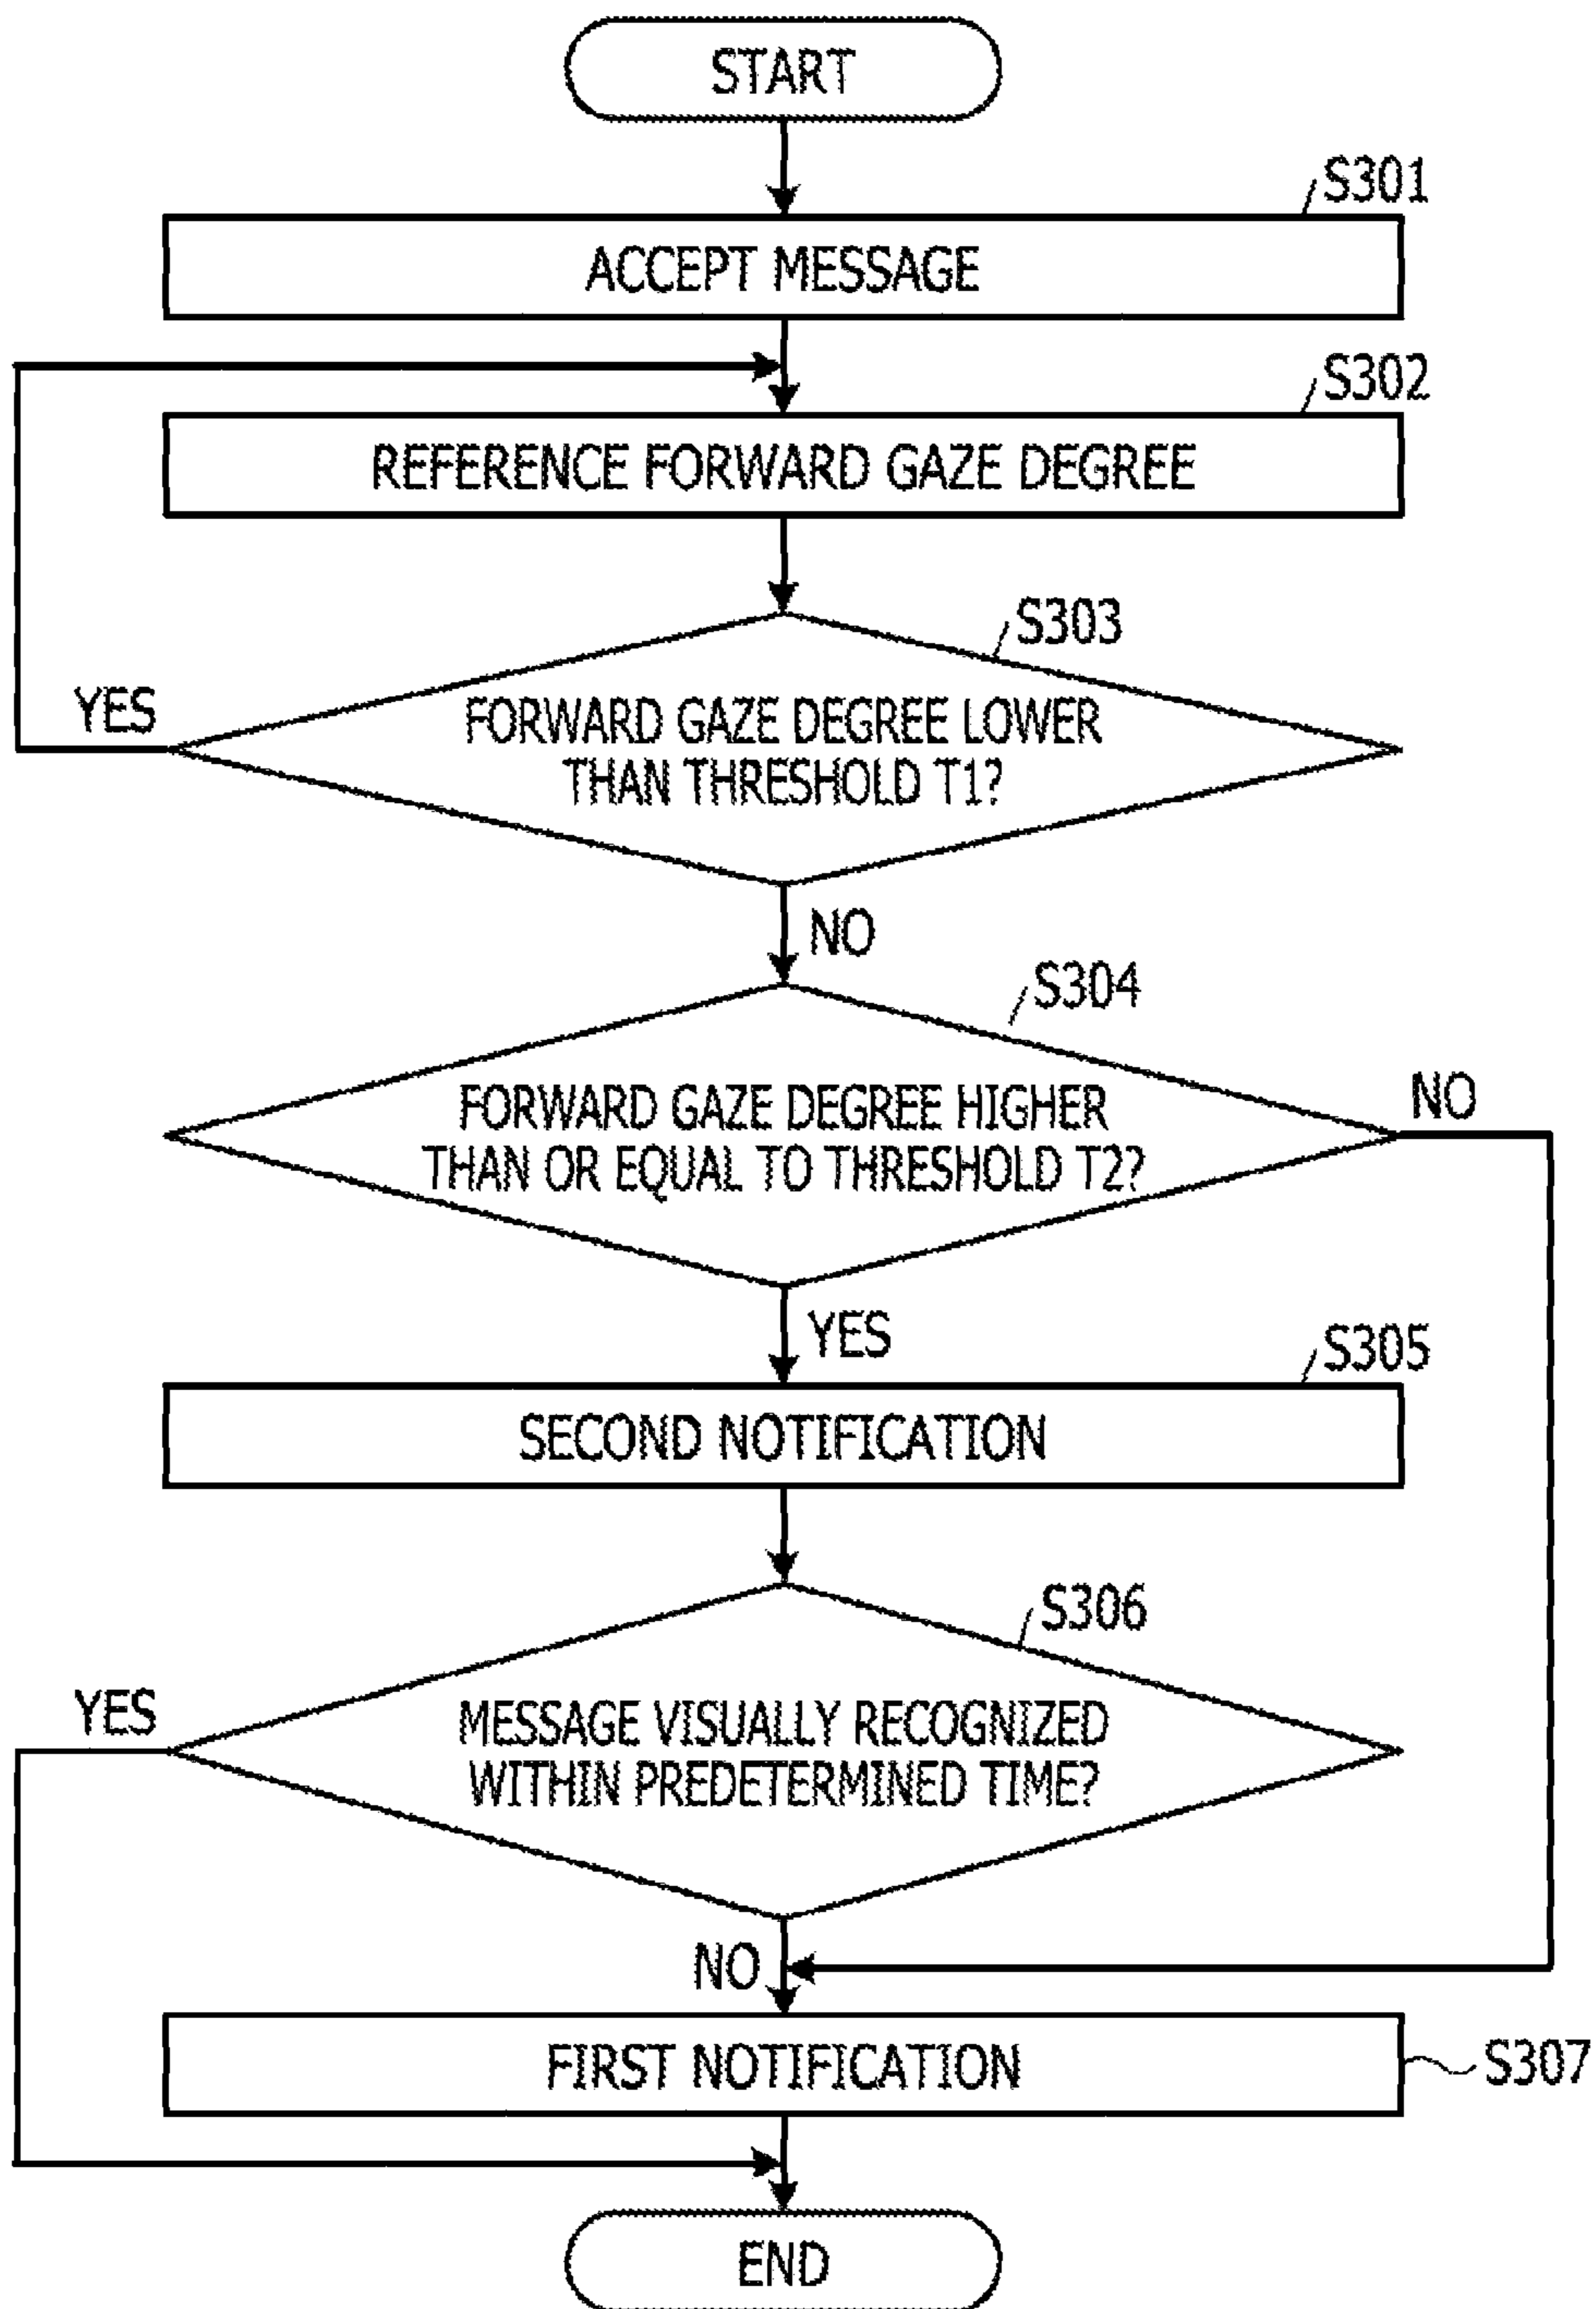 START
S301
ACCEPT MESSAGE
S302
REFERENCE FORWARD GAZE DEGREE
S303
YES
FORWARD GAZE DEGREE LOWER
THAN THRESHOLD T1?
NO
S304
FORWARD GAZE DEGREE HIGHER
THAN OR EQUAL TO THRESHOLD T2?
NO
YES
S305
SECOND NOTIFICATION
S306
YES
MESSAGE VISUALLY RECOGNIZED
WITHIN PREDETERMINED TIME?
NO
FIRST NOTIFICATION
S307
END